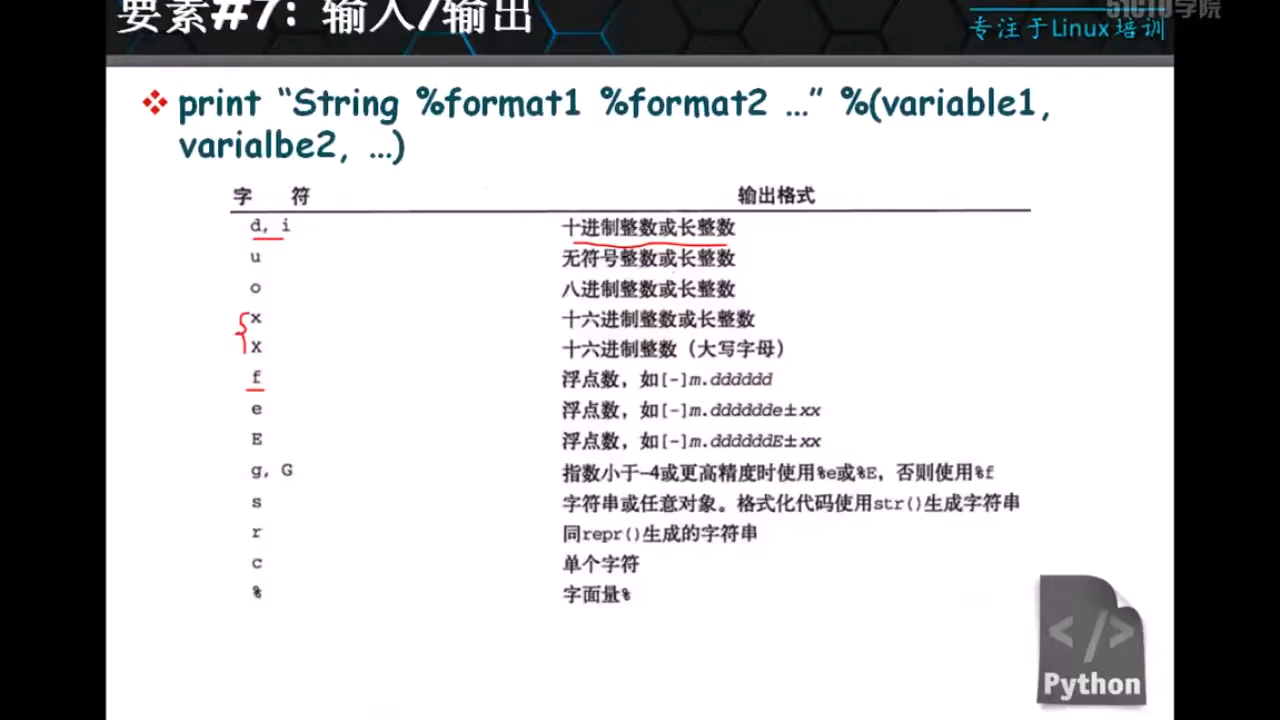 要素#7: 输入/输出
51CTO学院
专注于Linux培训
print “String %format1 %format2 …” %(variable1,
varialbe2, …)
字 符 输出格式
d, i 十进制整数或长整数
u 无符号整数或长整数
o 八进制整数或长整数
x 十六进制整数或长整数
X 十六进制整数（大写字母）
f 浮点数，如[-]m.dddddd
e 浮点数，如[-]m.dddddde±xx
E 浮点数，如[-]m.ddddddE±xx
g, G 指数小于-4或更高精度时使用%e或%E，否则使用%f
s 字符串或任意对象。格式化代码使用str()生成字符串
r 同repr()生成的字符串
c 单个字符
% 字面量%
</>
Python